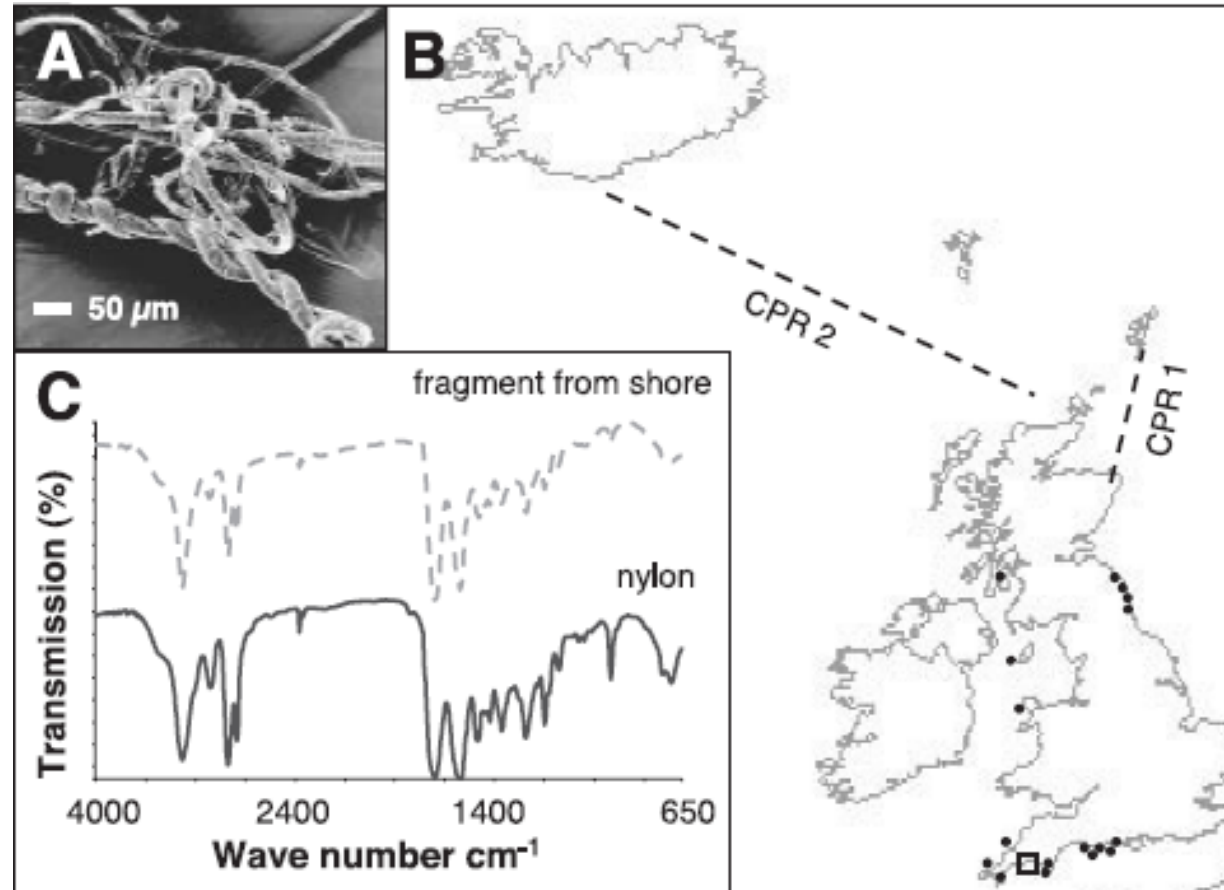 A
50 µm
B
CPR 2
CPR 1
C
fragment from shore
nylon
Transmission (%)
4000
2400
1400
650
Wave number cm⁻¹